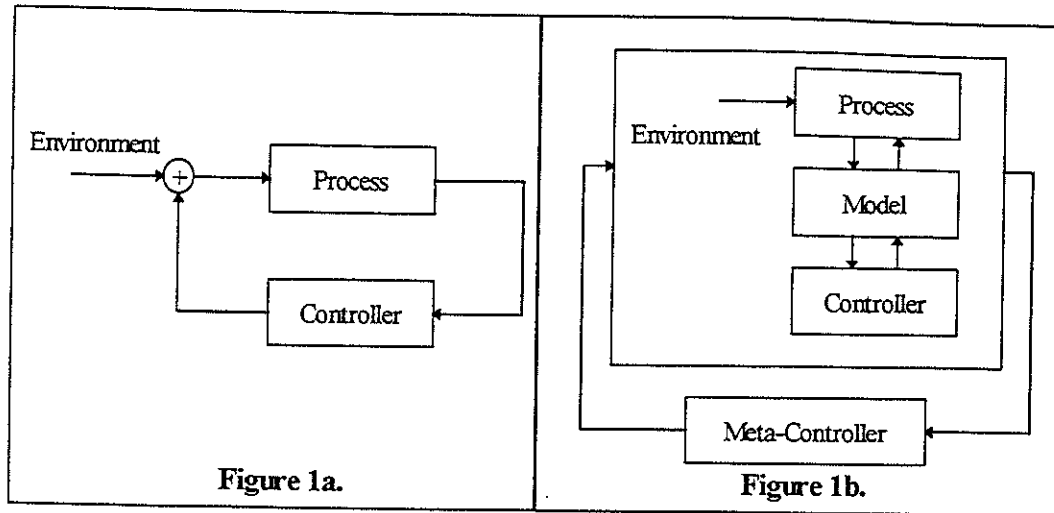 Environment
+
Process
Controller
Figure 1a.
Process
Environment
Model
Controller
Meta-Controller
Figure 1b.